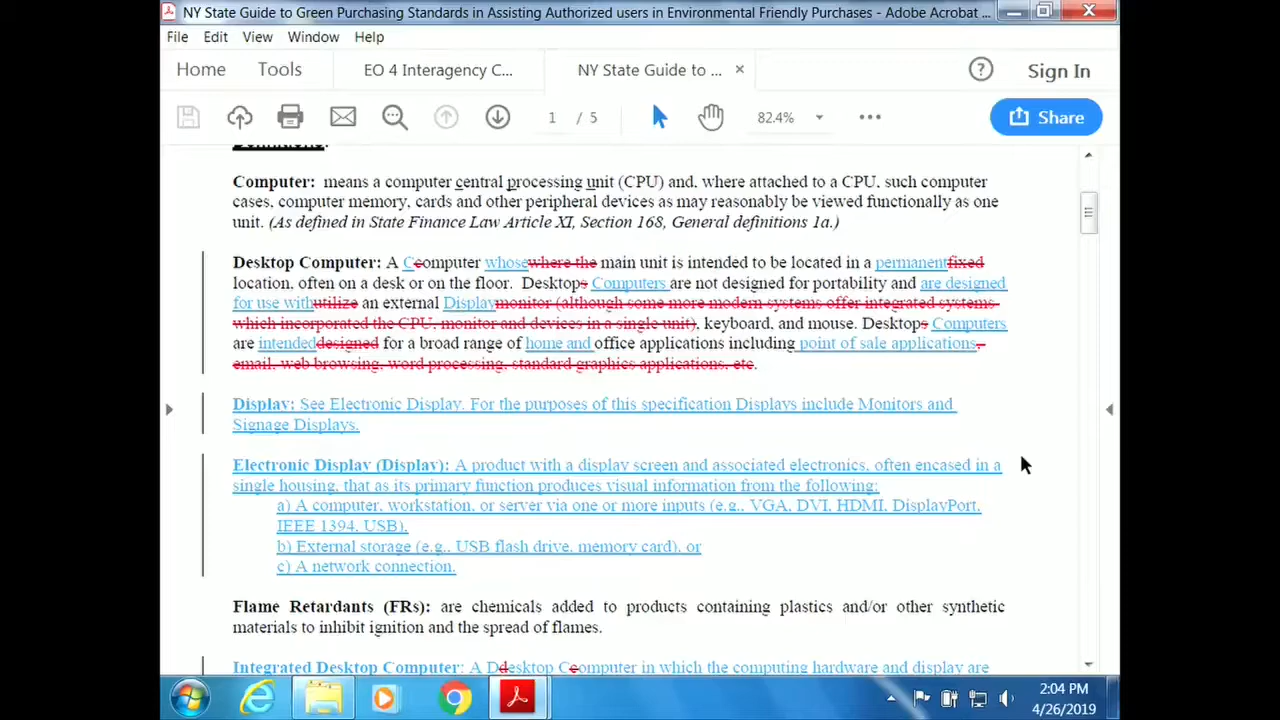 NY State Guide to Green Purchasing Standards in Assisting Authorized users in Environmental Friendly Purchases - Adobe Acrobat ...
File Edit View Window Help
Home Tools EO 4 Interagency C... NY State Guide to ... × ? Sign In
1 / 5 82.4% Share
Definitions:
Computer: means a computer central processing unit (CPU) and, where attached to a CPU, such computer
cases, computer memory, cards and other peripheral devices as may reasonably be viewed functionally as one
unit. (As defined in State Finance Law Article XI, Section 168, General definitions 1a.)
Desktop Computer: A Ccomputer whosewhere the main unit is intended to be located in a permanentfixed
location, often on a desk or on the floor. Desktops Computers are not designed for portability and are designed
for use withutilize an external Displaymonitor (although some more modern systems offer integrated systems
which incorporated the CPU, monitor and devices in a single unit), keyboard, and mouse. Desktops Computers
are intendeddesigned for a broad range of home and office applications including point of sale applications,
email, web browsing, word processing, standard graphics applications, etc.
Display: See Electronic Display. For the purposes of this specification Displays include Monitors and
Signage Displays.
Electronic Display (Display): A product with a display screen and associated electronics, often encased in a
single housing, that as its primary function produces visual information from the following:
a) A computer, workstation, or server via one or more inputs (e.g., VGA, DVI, HDMI, DisplayPort,
IEEE 1394, USB),
b) External storage (e.g., USB flash drive, memory card), or
c) A network connection.
Flame Retardants (FRs): are chemicals added to products containing plastics and/or other synthetic
materials to inhibit ignition and the spread of flames.
Integrated Desktop Computer: A Ddesktop Ccomputer in which the computing hardware and display are
2:04 PM
4/26/2019